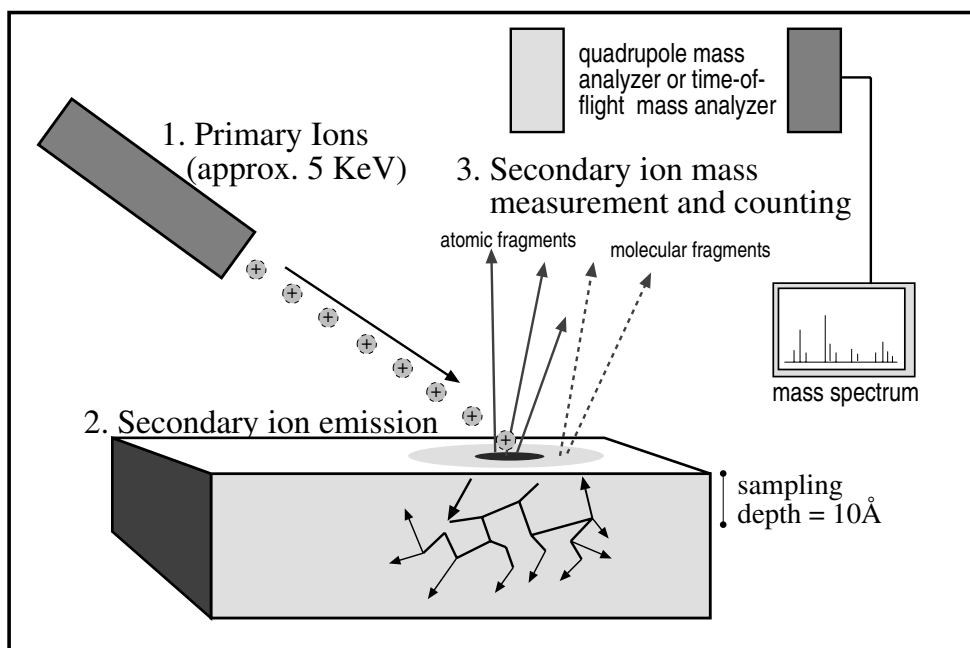 quadrupole mass
analyzer or time-of-
flight mass analyzer
1. Primary Ions
(approx. 5 KeV)
3. Secondary ion mass
measurement and counting
atomic fragments
molecular fragments
+
+
+
+
+
+
+
+
mass spectrum
2. Secondary ion emission
sampling
depth = 10Å